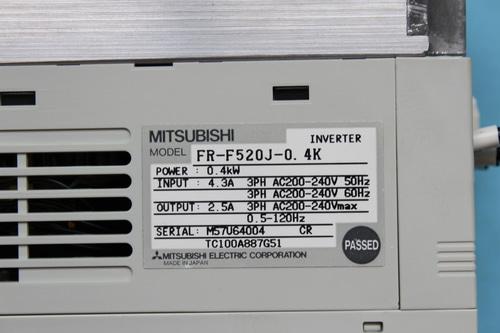 MITSUBISHI INVERTER
MODEL FR-F520J-0.4K
POWER : 0.4kW
INPUT : 4.3A 3PH AC200-240V 50Hz
3PH AC200-240V 60Hz
OUTPUT: 2.5A 3PH AC200-240Vmax
0.5-120Hz
SERIAL: M57U64004 CR
TC100A887G51
PASSED
MITSUBISHI ELECTRIC CORPORATION
MADE IN JAPAN